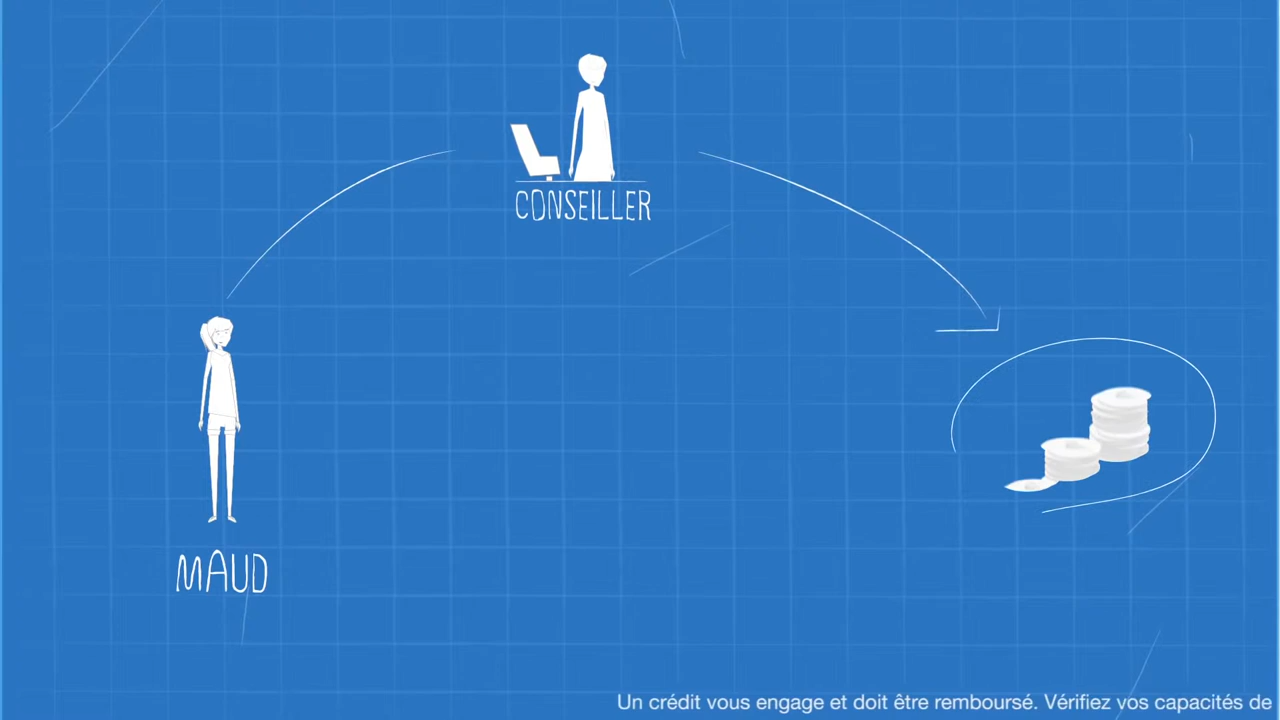 CONSEILLER
MAUD
Un crédit vous engage et doit être remboursé. Vérifiez vos capacités de